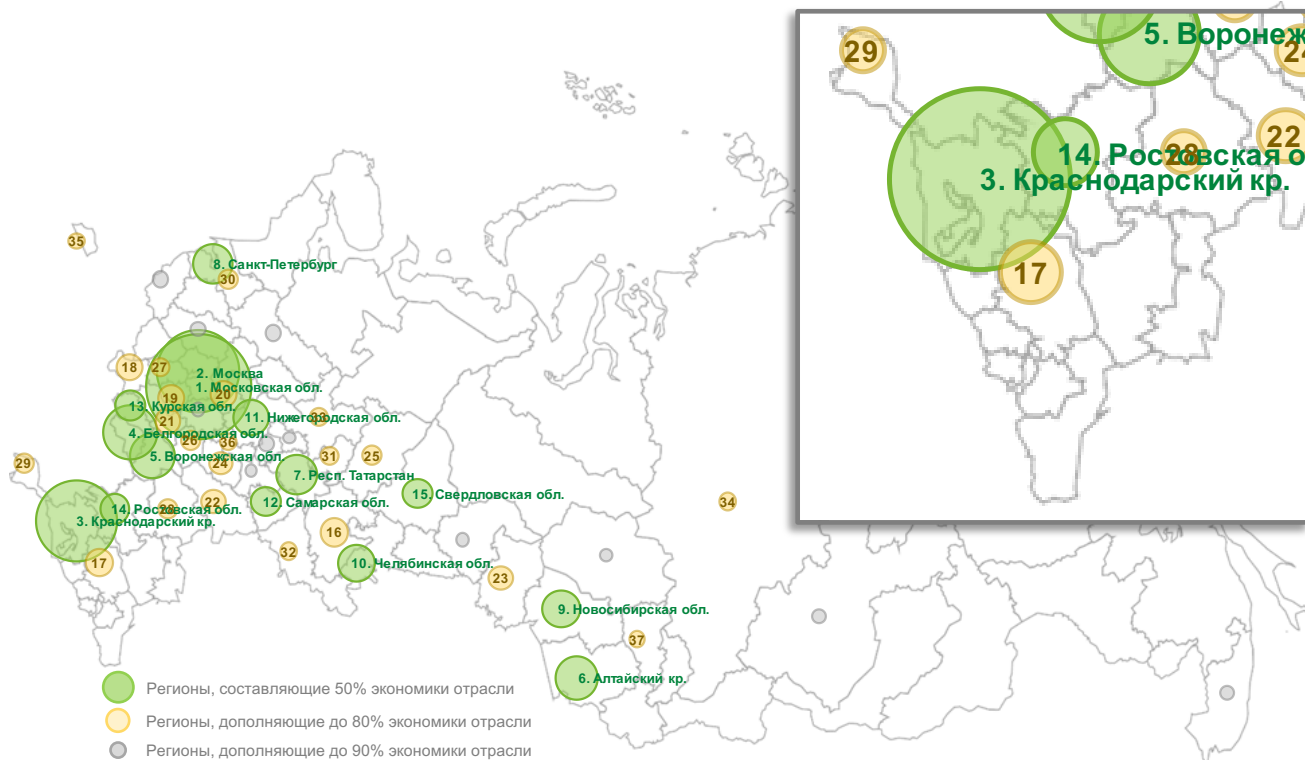 5. Воронеж
29
24
22
28
14. Ростовская о
3. Краснодарский кр.
17
35
8. Санкт-Петербург
30
18
27
2. Москва
1. Московская обл.
19
20
13. Курская обл.
11. Нижегородская обл.
33
21
4. Белгородская обл.
26
36
5. Воронежская обл.
31
25
29
24
7. Респ. Татарстан
15. Свердловская обл.
12. Самарская обл.
22
28
14. Ростовская обл.
3. Краснодарский кр.
34
16
32
17
10. Челябинская обл.
23
9. Новосибирская обл.
37
6. Алтайский кр.
Регионы, составляющие 50% экономики отрасли
Регионы, дополняющие до 80% экономики отрасли
Регионы, дополняющие до 90% экономики отрасли